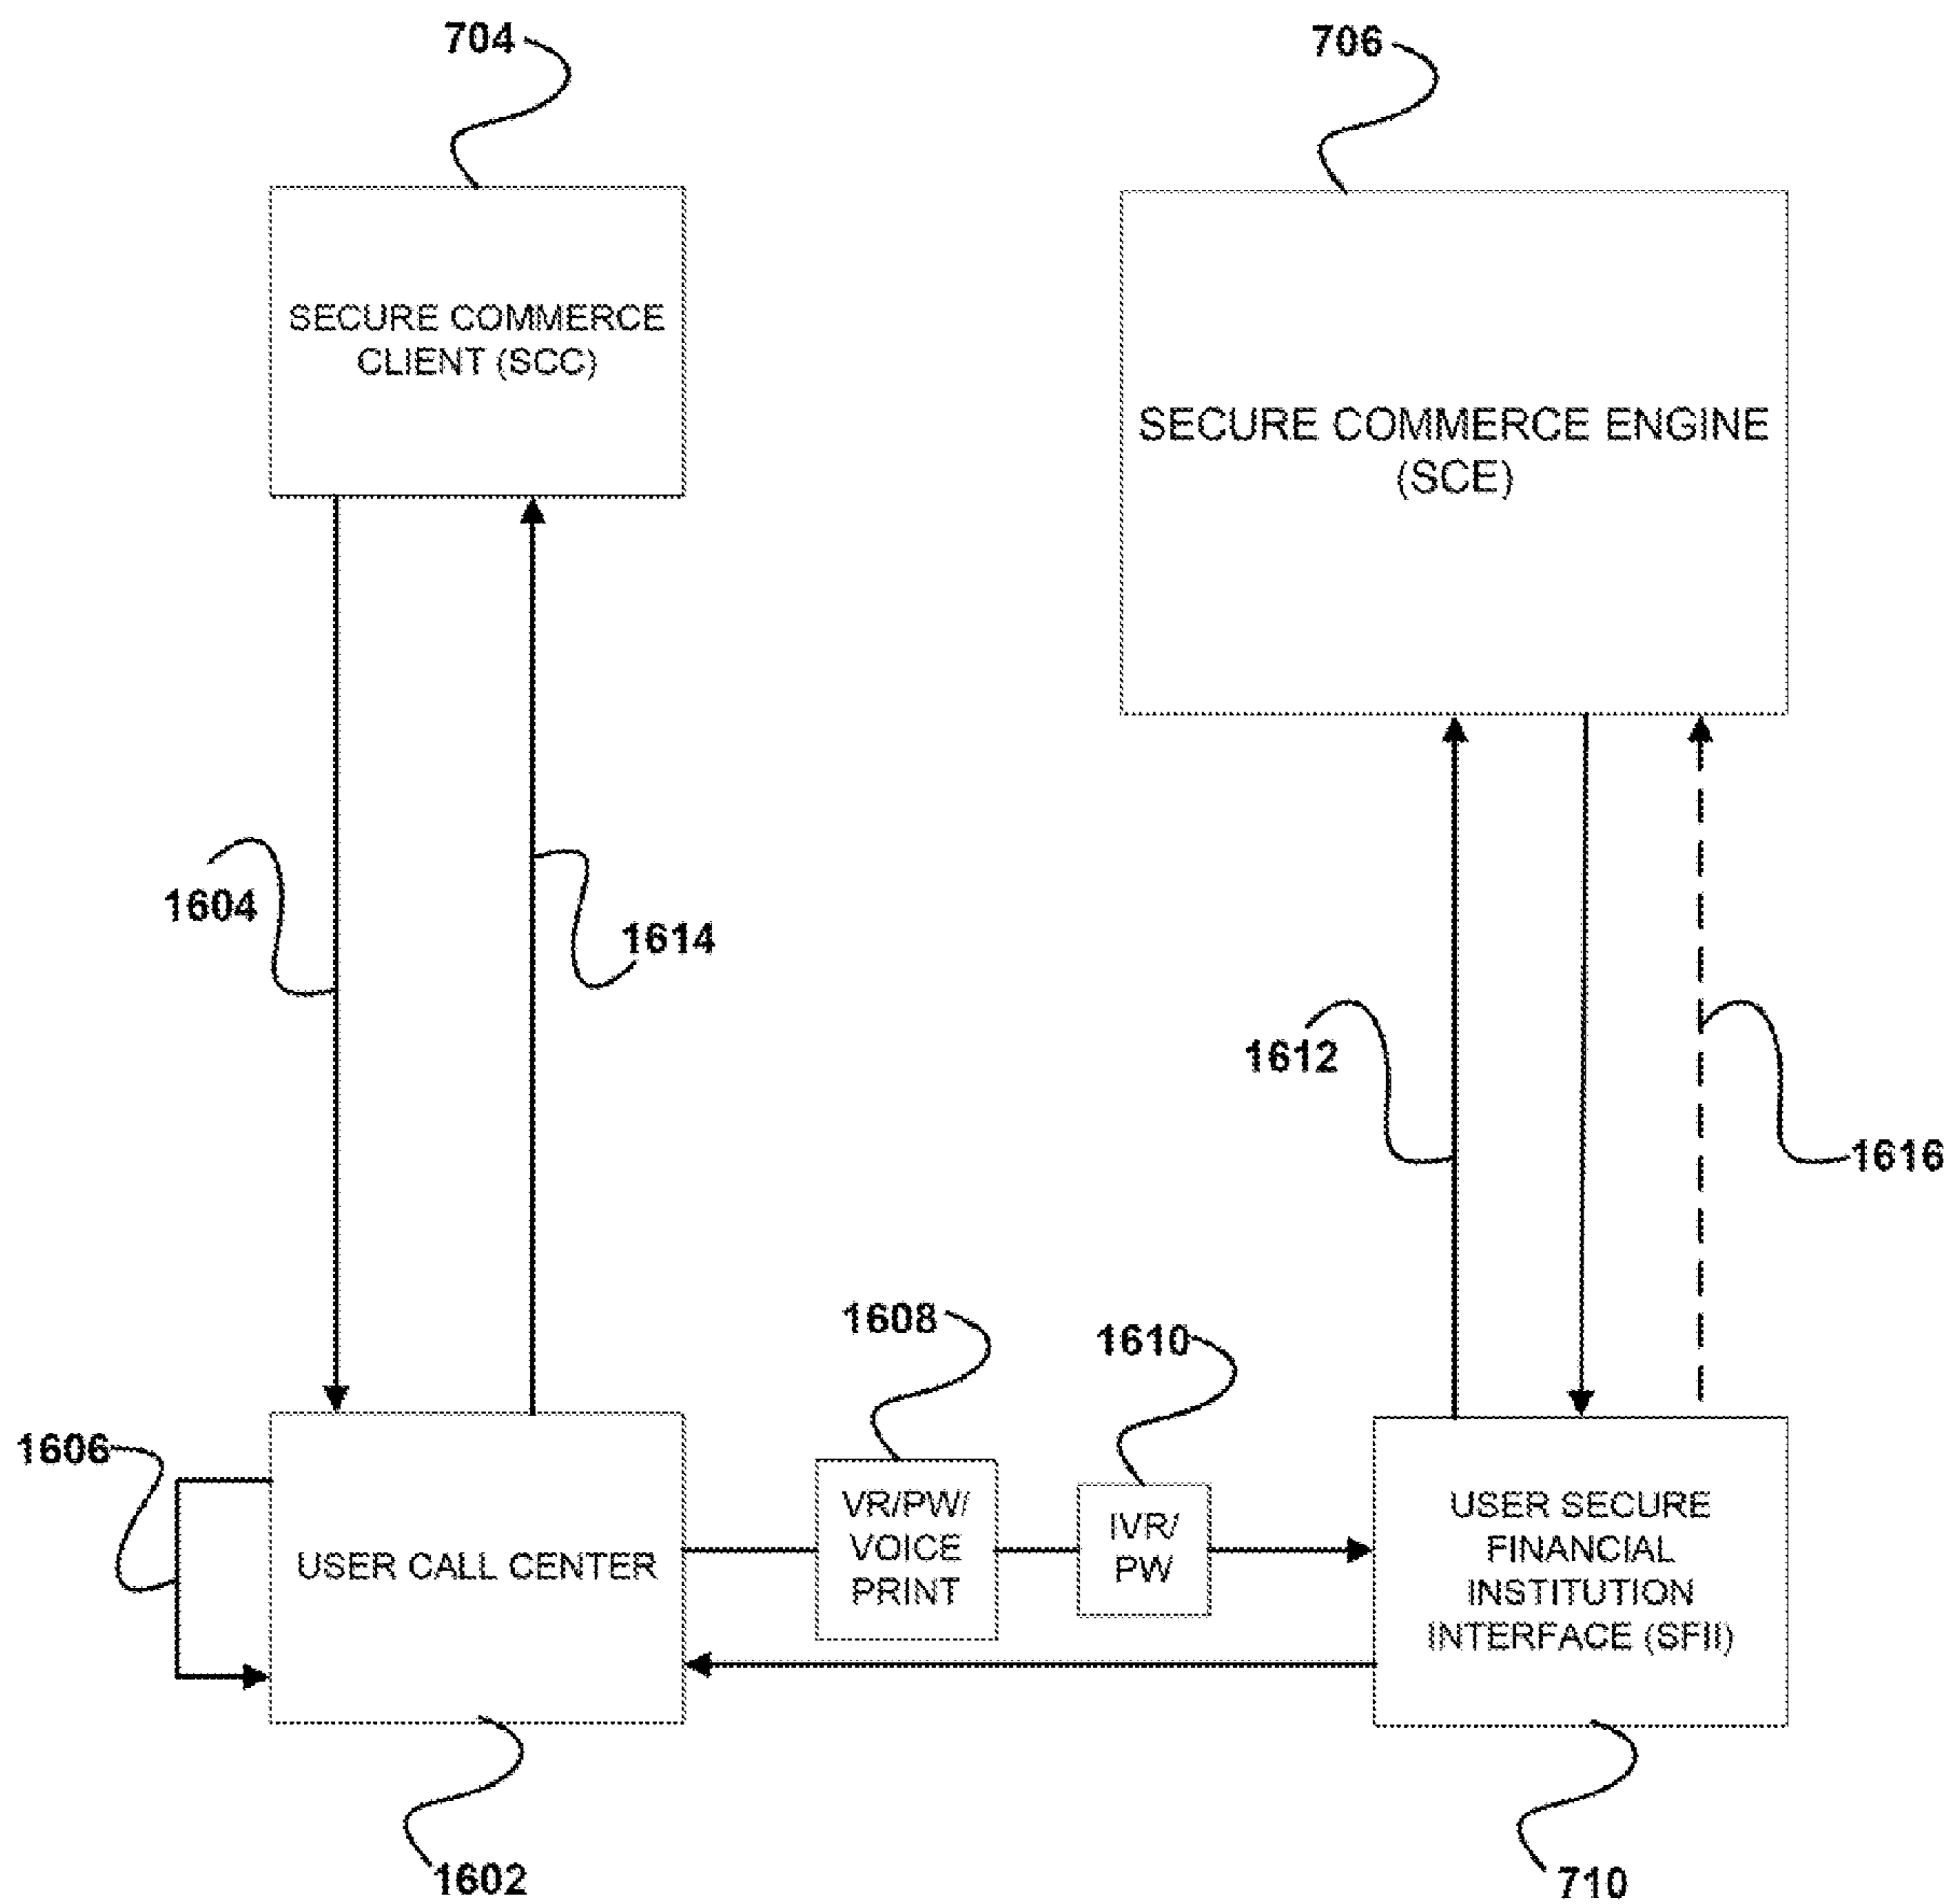 704
706
SECURE COMMERCE
CLIENT (SCC)
SECURE COMMERCE ENGINE
(SCE)
1604
1614
1612
1616
1608
1610
1606
USER CALL CENTER
VR/PW/
VOICE
PRINT
IVR/
PW
USER SECURE
FINANCIAL
INSTITUTION
INTERFACE (SFII)
1602
710